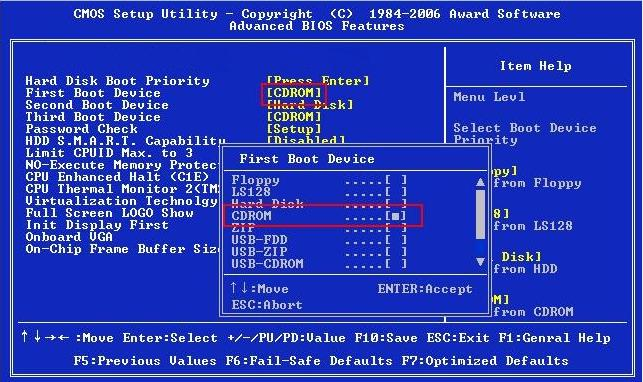 CMOS Setup Utility - Copyright (C) 1984-2006 Award Software
Advanced BIOS Features
Hard Disk Boot Priority [Press Enter]
First Boot Device [CDROM]
Second Boot Device [Hard Disk]
Third Boot Device [CDROM]
Password Check [Setup]
HDD S.M.A.R.T. Capability [Disabled]
Limit CPUID Max. to 3
NO-Execute Memory Protec
CPU Enhanced Halt (C1E)
CPU Thermal Monitor 2(TM
Virtualization Technolgy
Full Screen LOGO Show
Init Display First
Onboard VGA
On-Chip Frame Buffer Siz
Item Help
Menu Levl
Select Boot Device
Priority
ppy]
from Floppy
8]
from LS128
Disk]
from HDD
M]
from CDROM
First Boot Device
Floppy .....[ ]
LS128 .....[ ]
Hard Disk .....[ ]
CDROM .....[■]
ZIP .....[ ]
USB-FDD .....[ ]
USB-ZIP .....[ ]
USB-CDROM .....[ ]
↑↓:Move ENTER:Accept
ESC:Abort
↑↓→← :Move Enter:Select +/-/PU/PD:Value F10:Save ESC:Exit F1:Genral Help
F5:Previous Values F6:Fail-Safe Defaults F7:Optimized Defaults